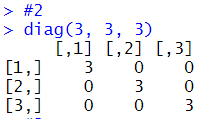 > #2
> diag(3, 3, 3)
[,1] [,2] [,3]
[1,] 3 0 0
[2,] 0 3 0
[3,] 0 0 3